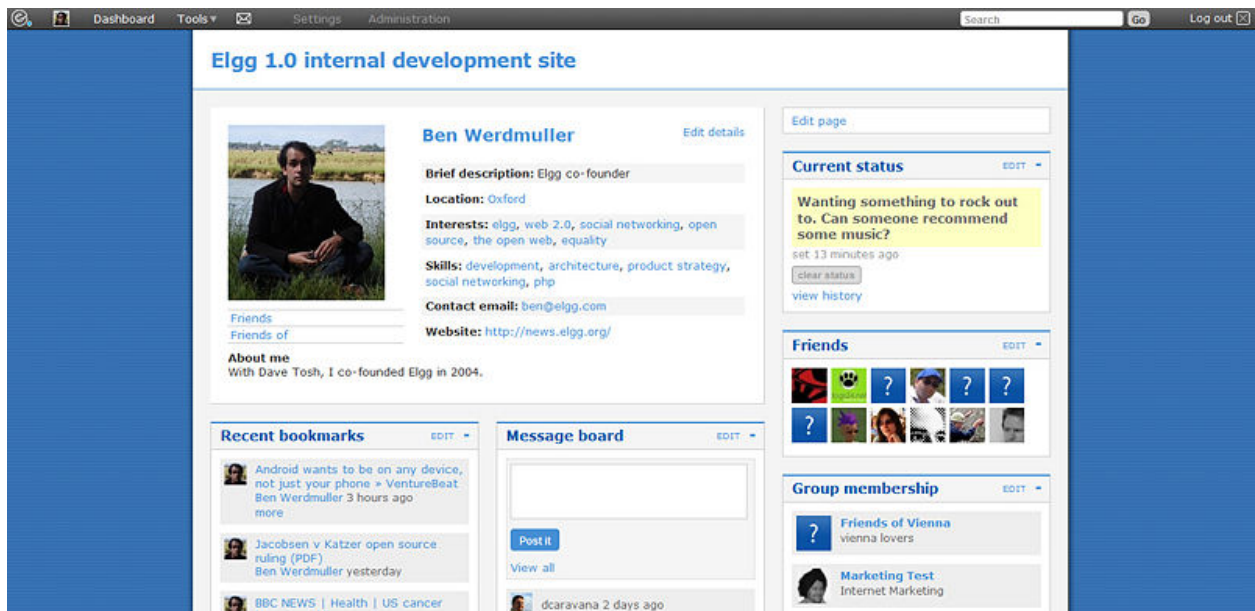 Dashboard Tools ▾ Settings Administration Search Go Log out
Elgg 1.0 internal development site
Ben Werdmuller Edit details
Brief description: Elgg co-founder
Location: Oxford
Interests: elgg, web 2.0, social networking, open
source, the open web, equality
Skills: development, architecture, product strategy,
social networking, php
Contact email: ben@elgg.com
Website: http://news.elgg.org/
Friends
Friends of
About me
With Dave Tosh, I co-founded Elgg in 2004.
Recent bookmarks EDIT
Android wants to be on any device,
not just your phone » VentureBeat
Ben Werdmuller 3 hours ago
more
Jacobsen v Katzer open source
ruling (PDF)
Ben Werdmuller yesterday
BBC NEWS | Health | US cancer
Message board EDIT
Post it
View all
dcaravana 2 days ago
Edit page
Current status EDIT
Wanting something to rock out
to. Can someone recommend
some music?
set 13 minutes ago
clear status
view history
Friends EDIT
Group membership EDIT
Friends of Vienna
vienna lovers
Marketing Test
Internet Marketing